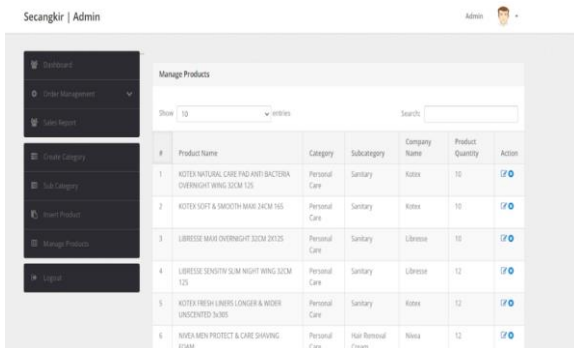 Secangkir | Admin
Admin
Dashboard
Order Management
Sales Report
Create Category
Sub Category
Insert Product
Manage Products
Logout
Manage Products
Show 10 entries
Search:
# Product Name Category Subcategory Company Name Product Quantity Action
1 KOTEX NATURAL CARE PAD ANTI BACTERIA OVERNIGHT WING 32CM 12S Personal Care Sanitary Kotex 10
2 KOTEX SOFT & SMOOTH MAXI 24CM 16S Personal Care Sanitary Kotex 10
3 LIBRESSE MAXI OVERNIGHT 32CM 2X12S Personal Care Sanitary Libresse 10
4 LIBRESSE SENSITIV SLIM NIGHT WING 32CM 12S Personal Care Sanitary Libresse 12
5 KOTEX FRESH LINERS LONGER & WIDER UNSCENTED 3x30S Personal Care Sanitary Kotex 12
6 NIVEA MEN PROTECT & CARE SHAVING FOAM Personal Care Hair Removal Cream Nivea 12